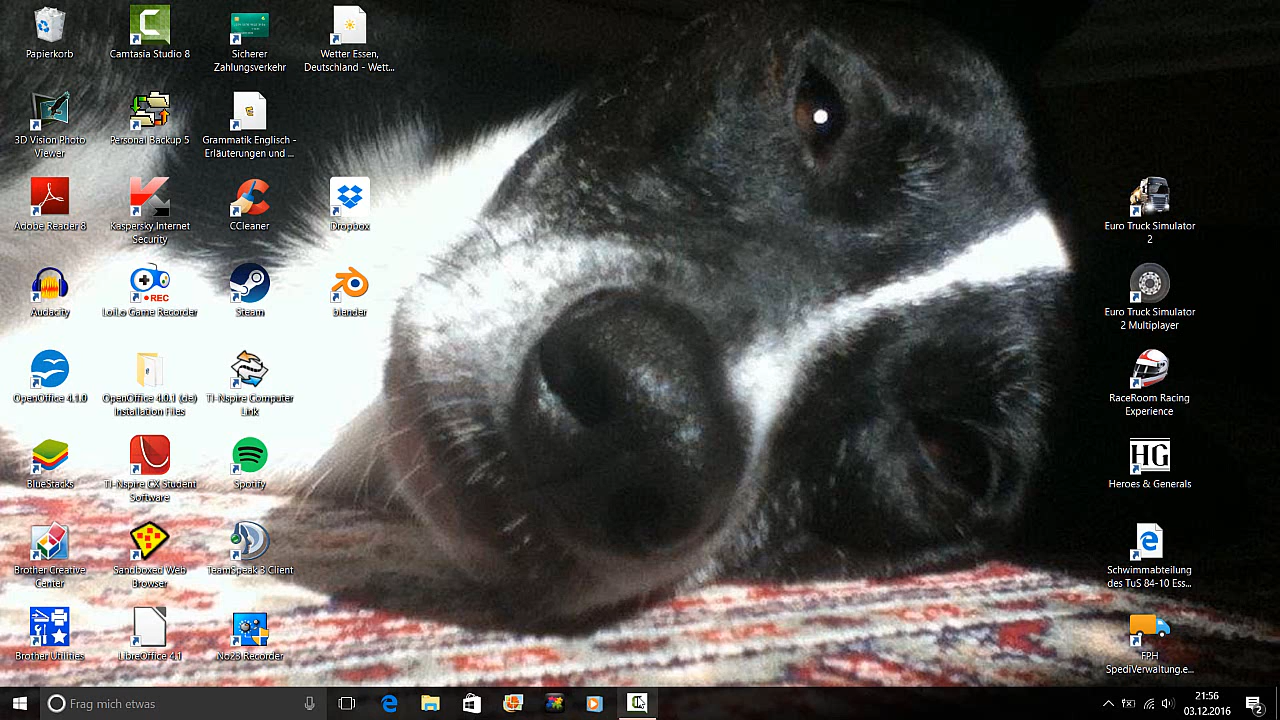 Papierkorb
Camtasia Studio 8
Sicherer
Zahlungsverkehr
Wetter Essen,
Deutschland - Wett...
3D Vision Photo
Viewer
Personal Backup 5
Grammatik Englisch -
Erläuterungen und ...
Adobe Reader 8
Kaspersky Internet
Security
CCleaner
Dropbox
Euro Truck Simulator
2
Audacity
REC
LoiLo Game Recorder
Steam
blender
Euro Truck Simulator
2 Multiplayer
OpenOffice 4.1.0
OpenOffice 4.0.1 (de)
Installation Files
TI-Nspire Computer
Link
RaceRoom Racing
Experience
BlueStacks
TI-Nspire CX Student
Software
Spotify
HG
Heroes & Generals
Brother Creative
Center
Sandboxed Web
Browser
TeamSpeak 3 Client
Schwimmabteilung
des TuS 84-10 Ess...
Brother Utilities
LibreOffice 4.1
No23 Recorder
FPH
SpediVerwaltung.e...
Frag mich etwas
21:56
03.12.2016
2